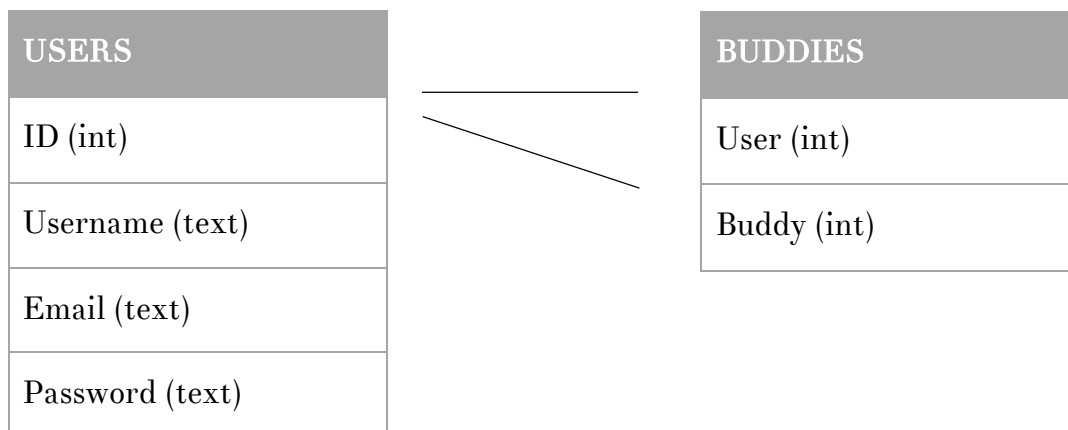 USERS
ID (int)
Username (text)
Email (text)
Password (text)
BUDDIES
User (int)
Buddy (int)